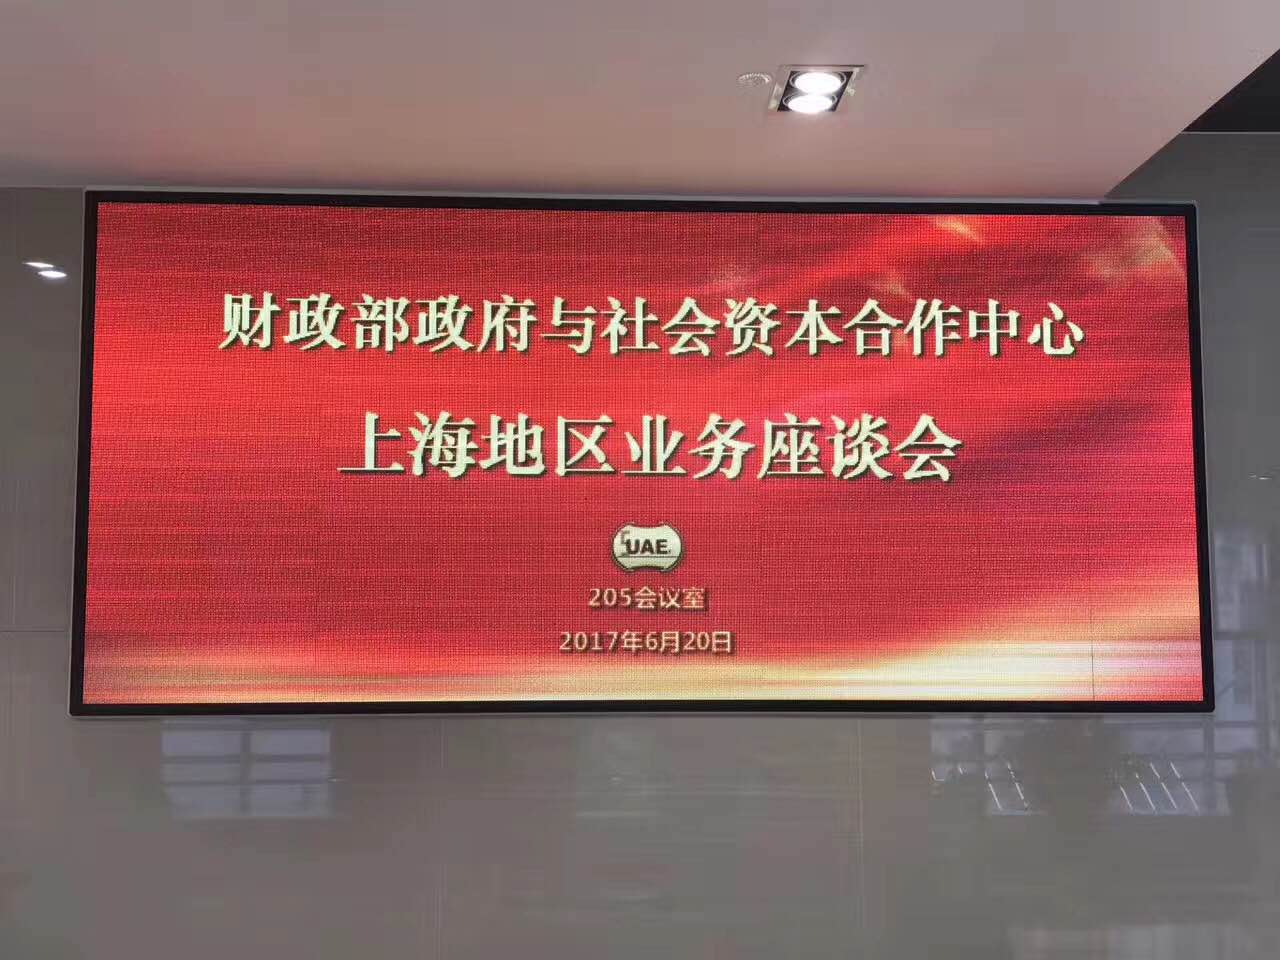 财政部政府与社会资本合作中心
上海地区业务座谈会
SUAEE
205会议室
2017年6月20日